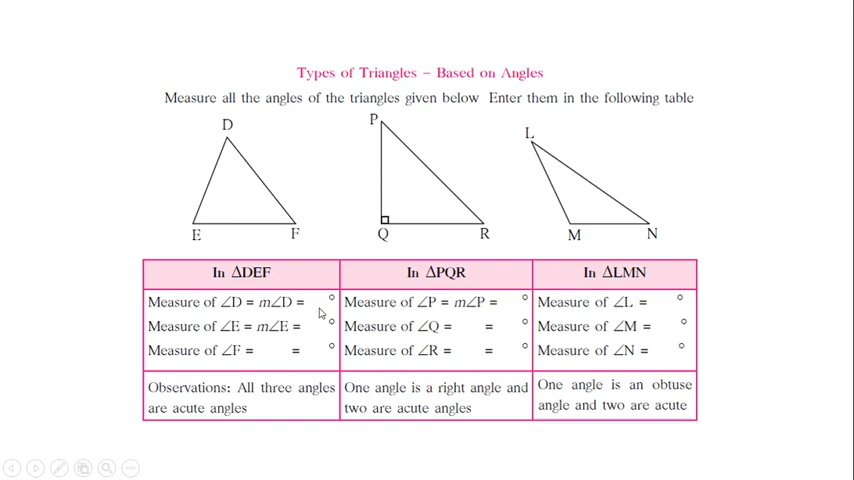 Types of Triangles – Based on Angles
Measure all the angles of the triangles given below Enter them in the following table
D
P
L
E
F
Q
R
M
N
In ΔDEF
In ΔPQR
In ΔLMN
Measure of ∠D = m∠D = °
Measure of ∠P = m∠P = °
Measure of ∠L = °
Measure of ∠E = m∠E = °
Measure of ∠Q = = °
Measure of ∠M = °
Measure of ∠F = = °
Measure of ∠R = = °
Measure of ∠N = °
Observations: All three angles
are acute angles
One angle is a right angle and
two are acute angles
One angle is an obtuse
angle and two are acute